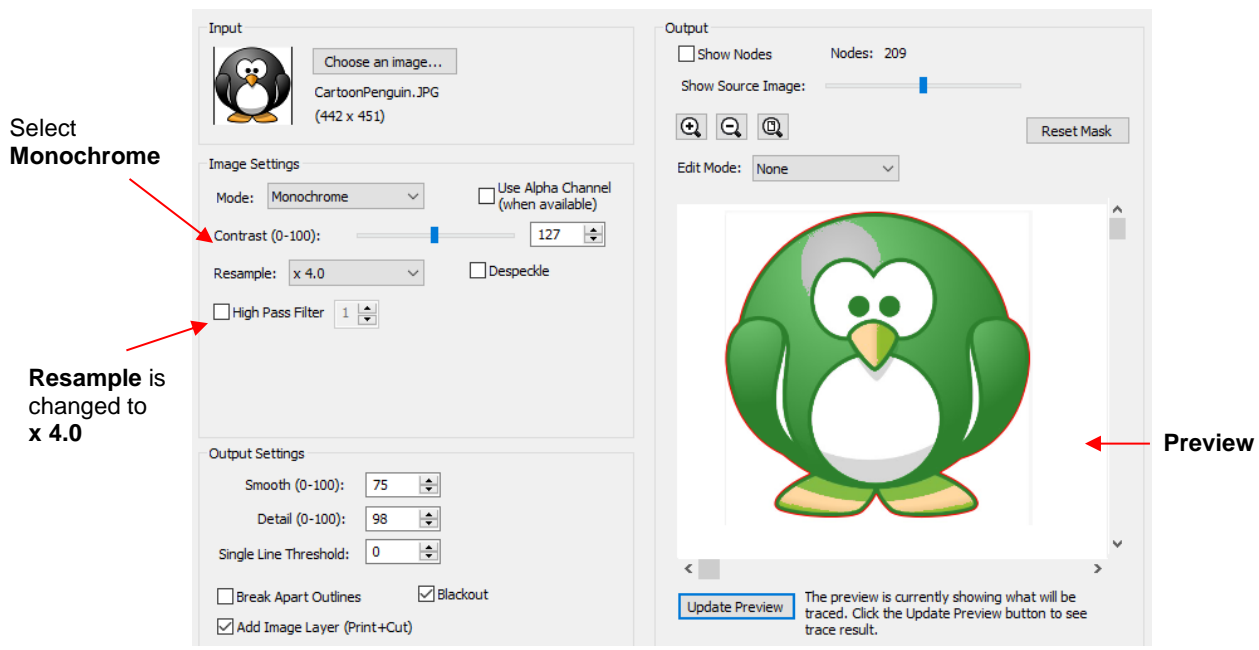 Select
Monochrome
Resample is
changed to
x 4.0
Input
Choose an image...
CartoonPenguin.JPG
(442 x 451)
Image Settings
Mode: Monochrome
Use Alpha Channel
(when available)
Contrast (0-100): 127
Resample: x 4.0 Despeckle
High Pass Filter 1
Output Settings
Smooth (0-100): 75
Detail (0-100): 98
Single Line Threshold: 0
Break Apart Outlines Blackout
Add Image Layer (Print+Cut)
Output
Show Nodes Nodes: 209
Show Source Image:
Reset Mask
Edit Mode: None
Update Preview
The preview is currently showing what will be
traced. Click the Update Preview button to see
trace result.
Preview